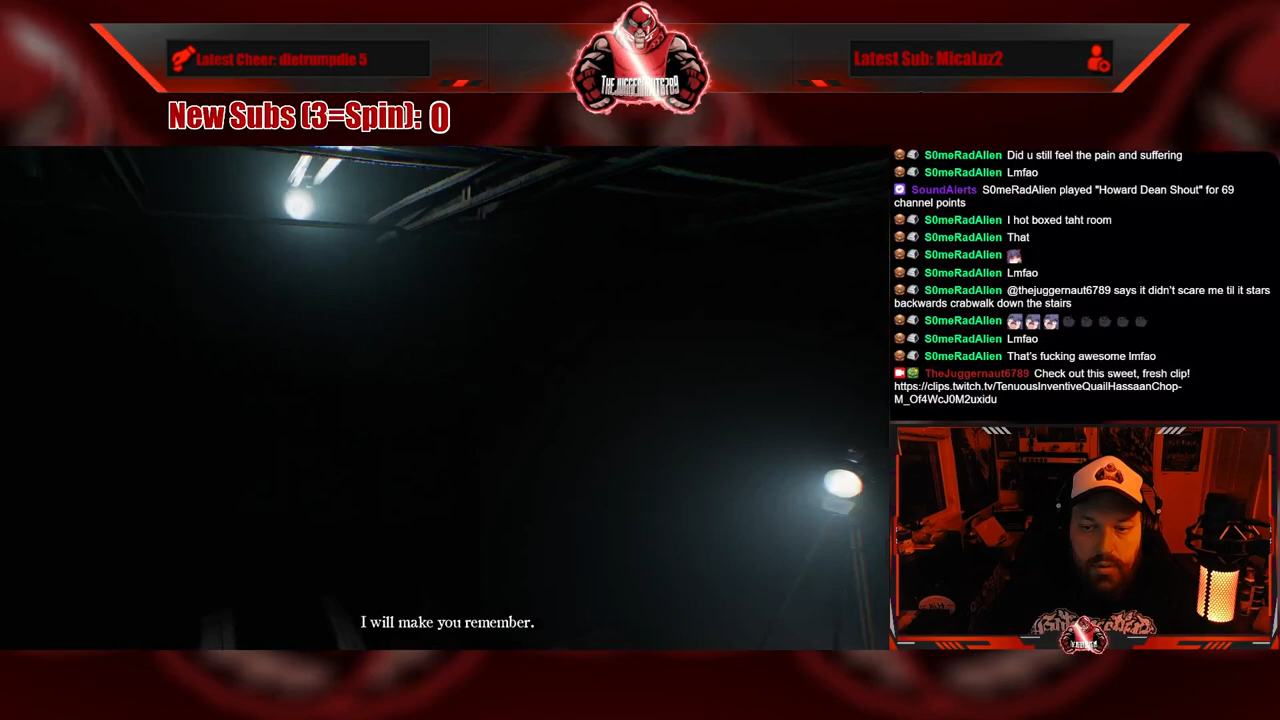 Latest Cheer: dietrumpdie 5
THEJUGGERNAUT6789
Latest Sub: MicaLuz2
New Subs (3=Spin): 0
S0meRadAlien Did u still feel the pain and suffering
S0meRadAlien Lmfao
SoundAlerts S0meRadAlien played "Howard Dean Shout" for 69
channel points
S0meRadAlien I hot boxed taht room
S0meRadAlien That
S0meRadAlien
S0meRadAlien Lmfao
S0meRadAlien @thejuggernaut6789 says it didn't scare me til it stars
backwards crabwalk down the stairs
S0meRadAlien
S0meRadAlien Lmfao
S0meRadAlien That's fucking awesome lmfao
TheJuggernaut6789 Check out this sweet, fresh clip!
https://clips.twitch.tv/TenuousInventiveQuailHassaanChop-
M_Of4WcJ0M2uxidu
I will make you remember.